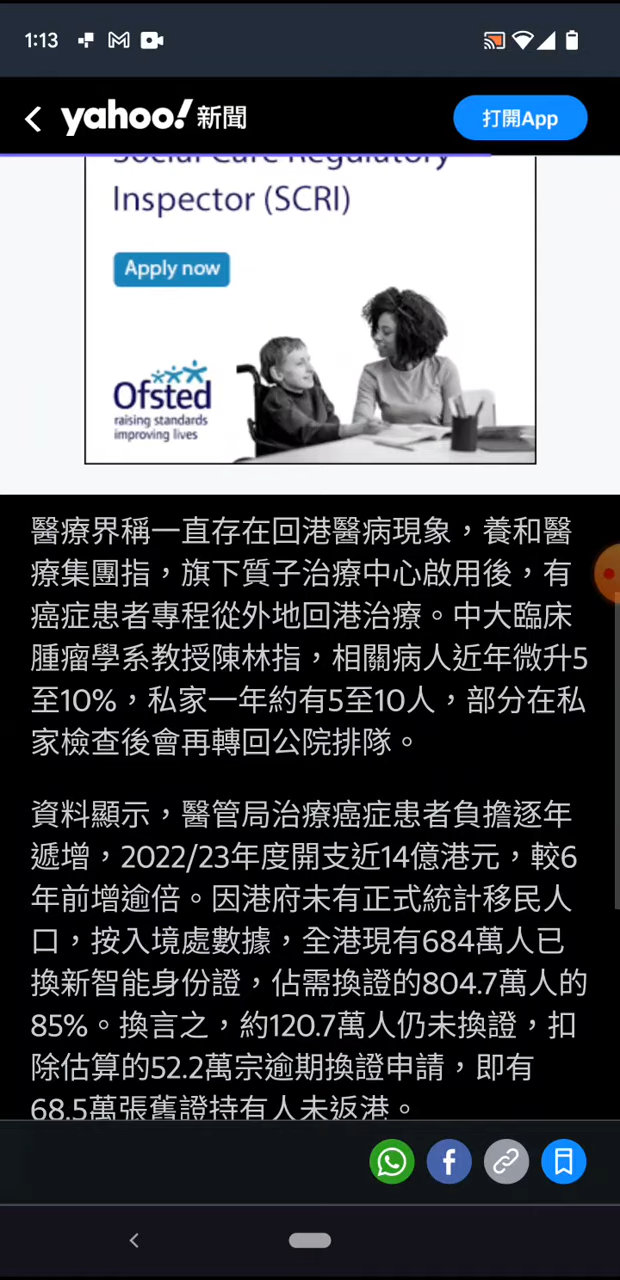 1:13
yahoo!新聞
打開App
Social Care Regulatory
Inspector (SCRI)
Apply now
Ofsted
raising standards
improving lives
醫療界稱一直存在回港醫病現象，養和醫
療集團指，旗下質子治療中心啟用後，有
癌症患者專程從外地回港治療。中大臨床
腫瘤學系教授陳林指，相關病人近年微升5
至10%，私家一年約有5至10人，部分在私
家檢查後會再轉回公院排隊。
資料顯示，醫管局治療癌症患者負擔逐年
遞增，2022/23年度開支近14億港元，較6
年前增逾倍。因港府未有正式統計移民人
口，按入境處數據，全港現有684萬人已
換新智能身份證，佔需換證的804.7萬人的
85%。換言之，約120.7萬人仍未換證，扣
除估算的52.2萬宗逾期換證申請，即有
68.5萬張舊證持有人未返港。